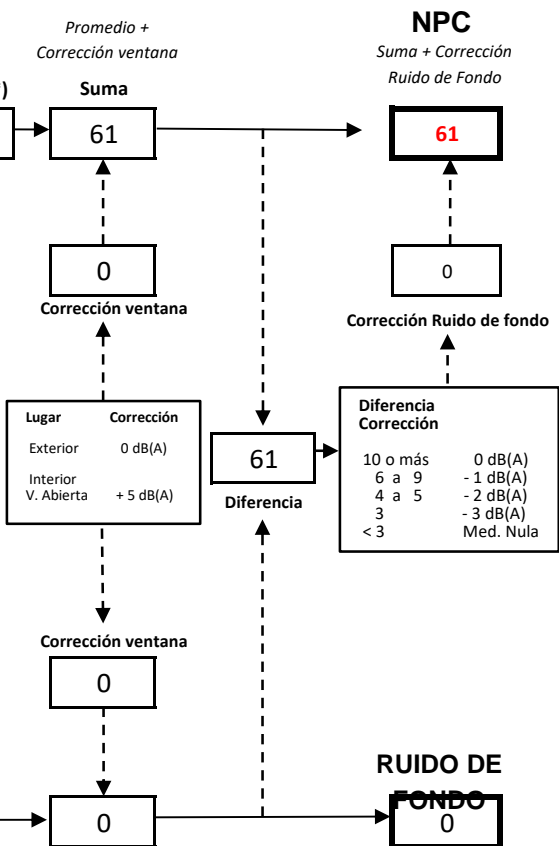 Promedio +
Corrección ventana
NPC
Suma + Corrección
Ruido de Fondo
)
Suma
61
61
0
0
Corrección ventana
Corrección Ruido de fondo
Lugar Corrección
Exterior 0 dB(A)
Interior
V. Abierta + 5 dB(A)
61
Diferencia
Diferencia
Corrección
10 o más 0 dB(A)
6 a 9 - 1 dB(A)
4 a 5 - 2 dB(A)
3 - 3 dB(A)
< 3 Med. Nula
Corrección ventana
0
RUIDO DE
FONDO
0
0